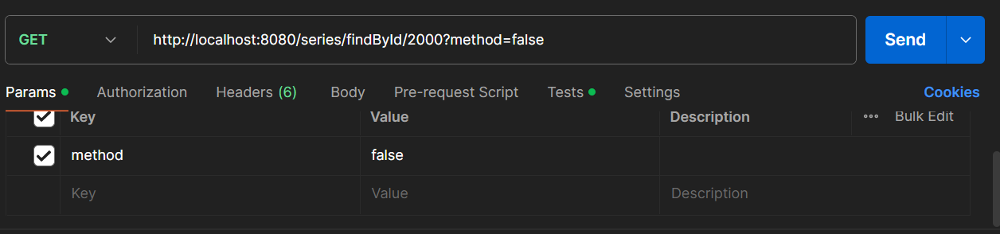 GET http://localhost:8080/series/findById/2000?method=false Send
Params Authorization Headers (6) Body Pre-request Script Tests Settings Cookies
Key Value Description Bulk Edit
method false
Key Value Description